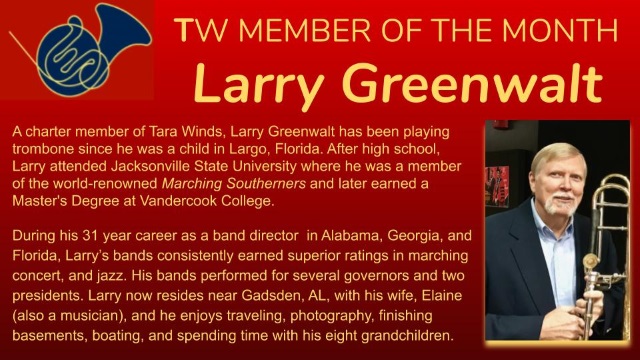 TW MEMBER OF THE MONTH
Larry Greenwalt
A charter member of Tara Winds, Larry Greenwalt has been playing
trombone since he was a child in Largo, Florida. After high school,
Larry attended Jacksonville State University where he was a member
of the world-renowned Marching Southerners and later earned a
Master's Degree at Vandercook College.
During his 31 year career as a band director in Alabama, Georgia, and
Florida, Larry's bands consistently earned superior ratings in marching
concert, and jazz. His bands performed for several governors and two
presidents. Larry now resides near Gadsden, AL, with his wife, Elaine
(also a musician), and he enjoys traveling, photography, finishing
basements, boating, and spending time with his eight grandchildren.